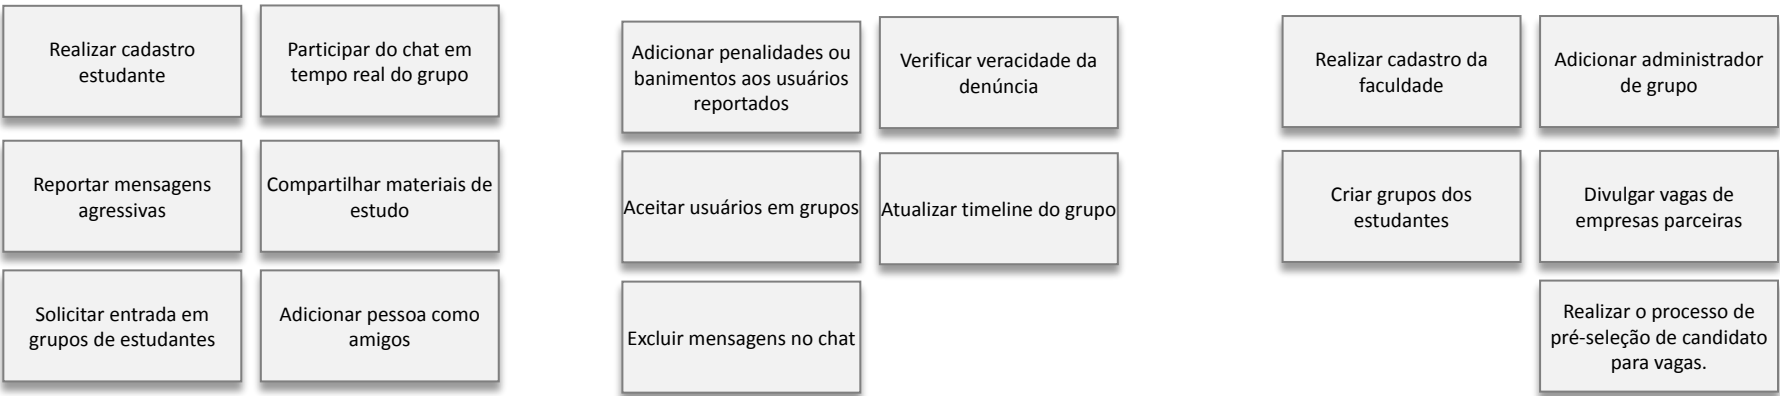 Realizar cadastro
estudante
Participar do chat em
tempo real do grupo
Reportar mensagens
agressivas
Compartilhar materiais de
estudo
Solicitar entrada em
grupos de estudantes
Adicionar pessoa como
amigos
Adicionar penalidades ou
banimentos aos usuários
reportados
Verificar veracidade da
denúncia
Aceitar usuários em grupos
Atualizar timeline do grupo
Excluir mensagens no chat
Realizar cadastro da
faculdade
Adicionar administrador
de grupo
Criar grupos dos
estudantes
Divulgar vagas de
empresas parceiras
Realizar o processo de
pré-seleção de candidato
para vagas.